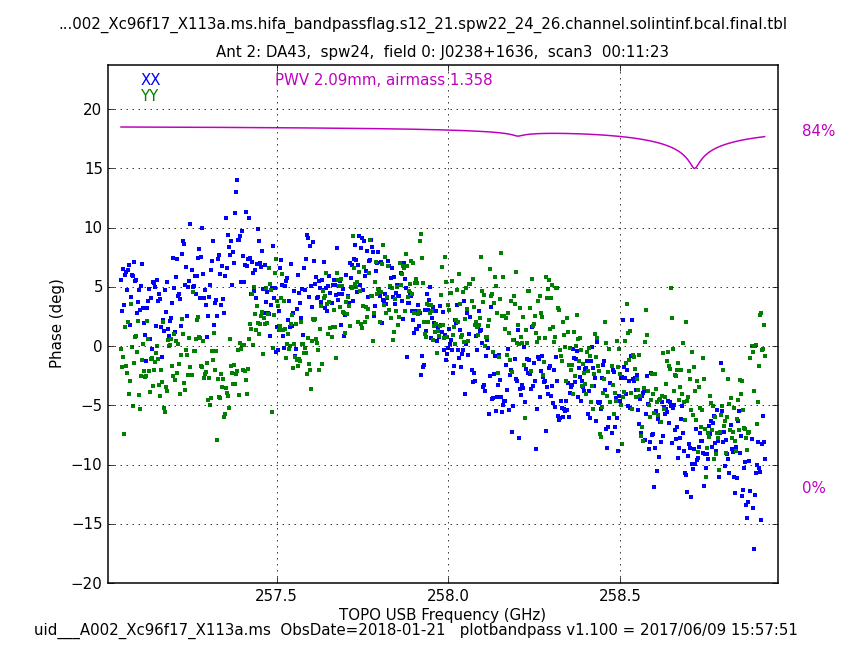 ...002_Xc96f17_X113a.ms.hifa_bandpassflag.s12_21.spw22_24_26.channel.solintinf.bcal.final.tbl
Ant 2: DA43, spw24, field 0: J0238+1636, scan3 00:11:23
XX
PWV 2.09mm, airmass 1.358
YY
20
84%
15
10
5
0
−5
−10
0%
−15
−20
Phase (deg)
257.5
258.0
258.5
TOPO USB Frequency (GHz)
uid___A002_Xc96f17_X113a.ms ObsDate=2018-01-21 plotbandpass v1.100 = 2017/06/09 15:57:51